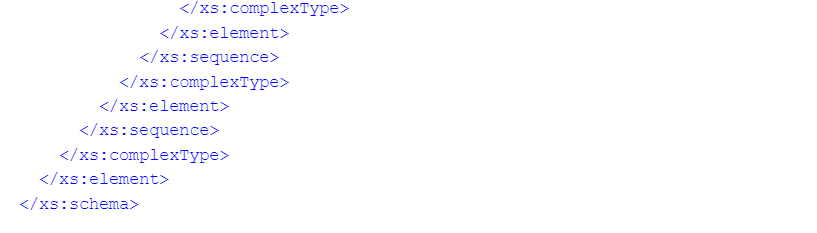 </xs:complexType>
</xs:element>
</xs:sequence>
</xs:complexType>
</xs:element>
</xs:sequence>
</xs:complexType>
</xs:element>
</xs:schema>